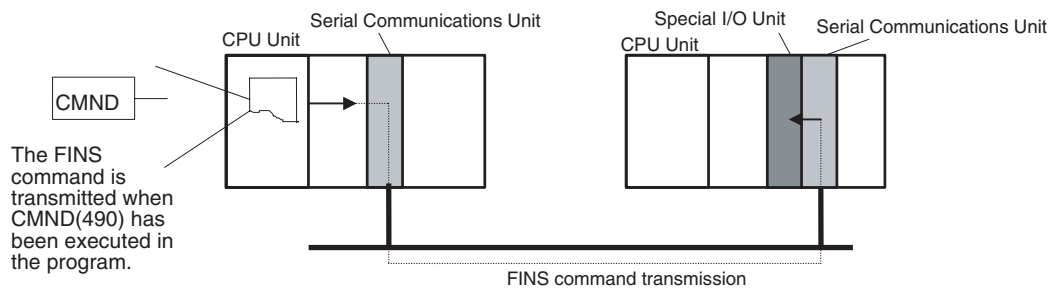 Serial Communications Unit
CPU Unit
Special I/O Unit
Serial Communications Unit
CPU Unit
CMND
The FINS
command is
transmitted when
CMND(490) has
been executed in
the program.
FINS command transmission